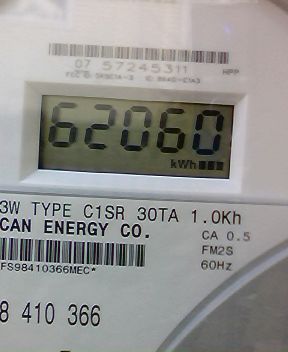 07 57245311 HPP
62060
kWh
3W TYPE C1SR 30TA 1.0Kh
CAN ENERGY CO.
CA 0.5
FM2S
FS98410366MEC*
60Hz
8 410 366